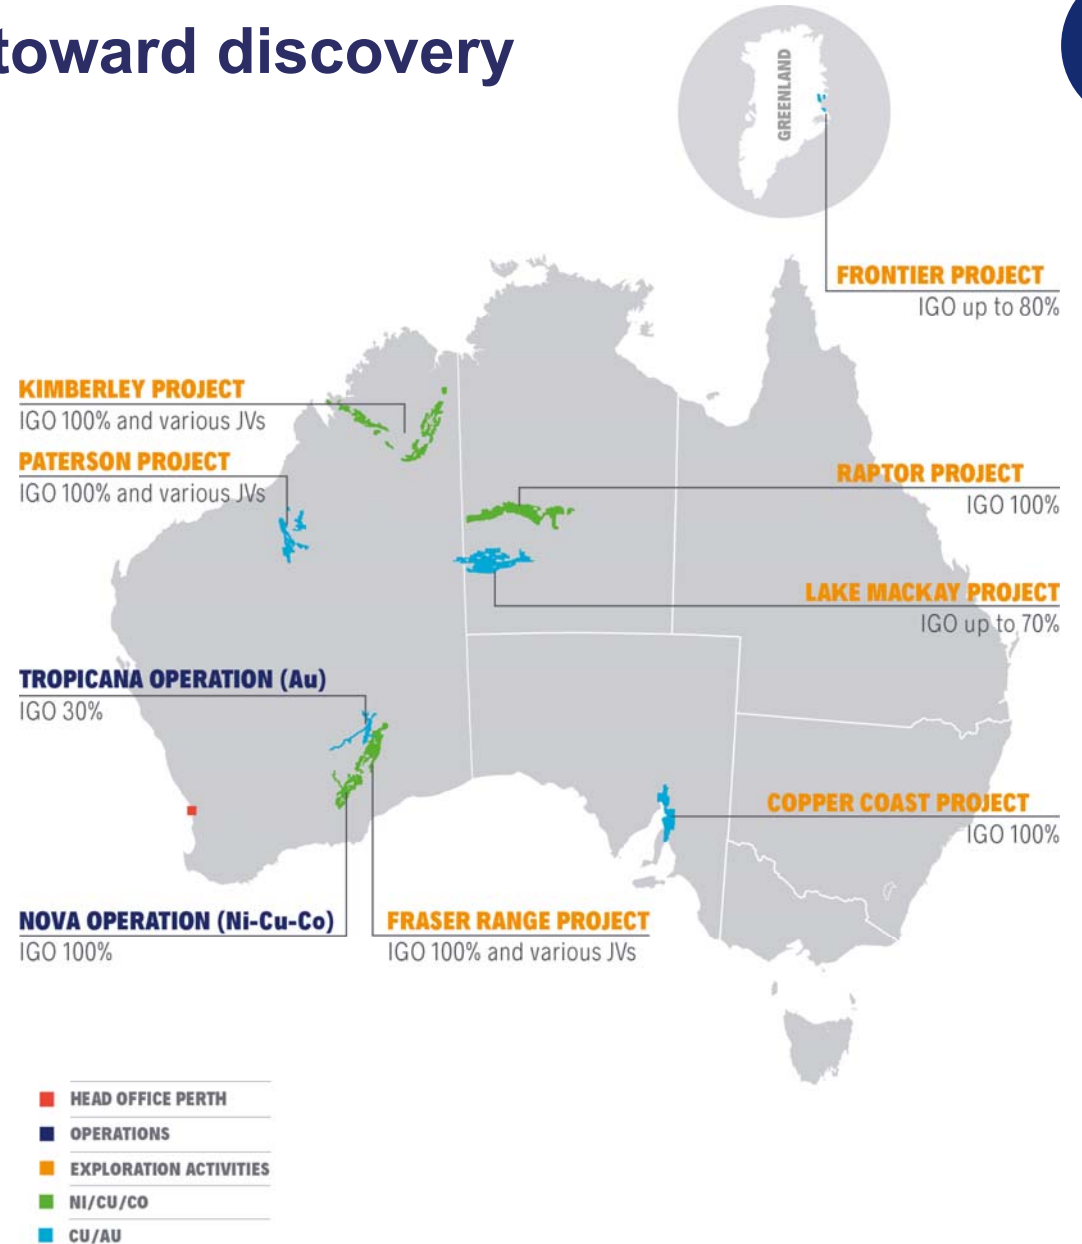 toward discovery
GREENLAND
FRONTIER PROJECT
IGO up to 80%
KIMBERLEY PROJECT
IGO 100% and various JVs
PATERSON PROJECT
IGO 100% and various JVs
RAPTOR PROJECT
IGO 100%
LAKE MACKAY PROJECT
IGO up to 70%
TROPICANA OPERATION (Au)
IGO 30%
COPPER COAST PROJECT
IGO 100%
NOVA OPERATION (Ni-Cu-Co)
IGO 100%
FRASER RANGE PROJECT
IGO 100% and various JVs
HEAD OFFICE PERTH
OPERATIONS
EXPLORATION ACTIVITIES
NI/CU/CO
CU/AU